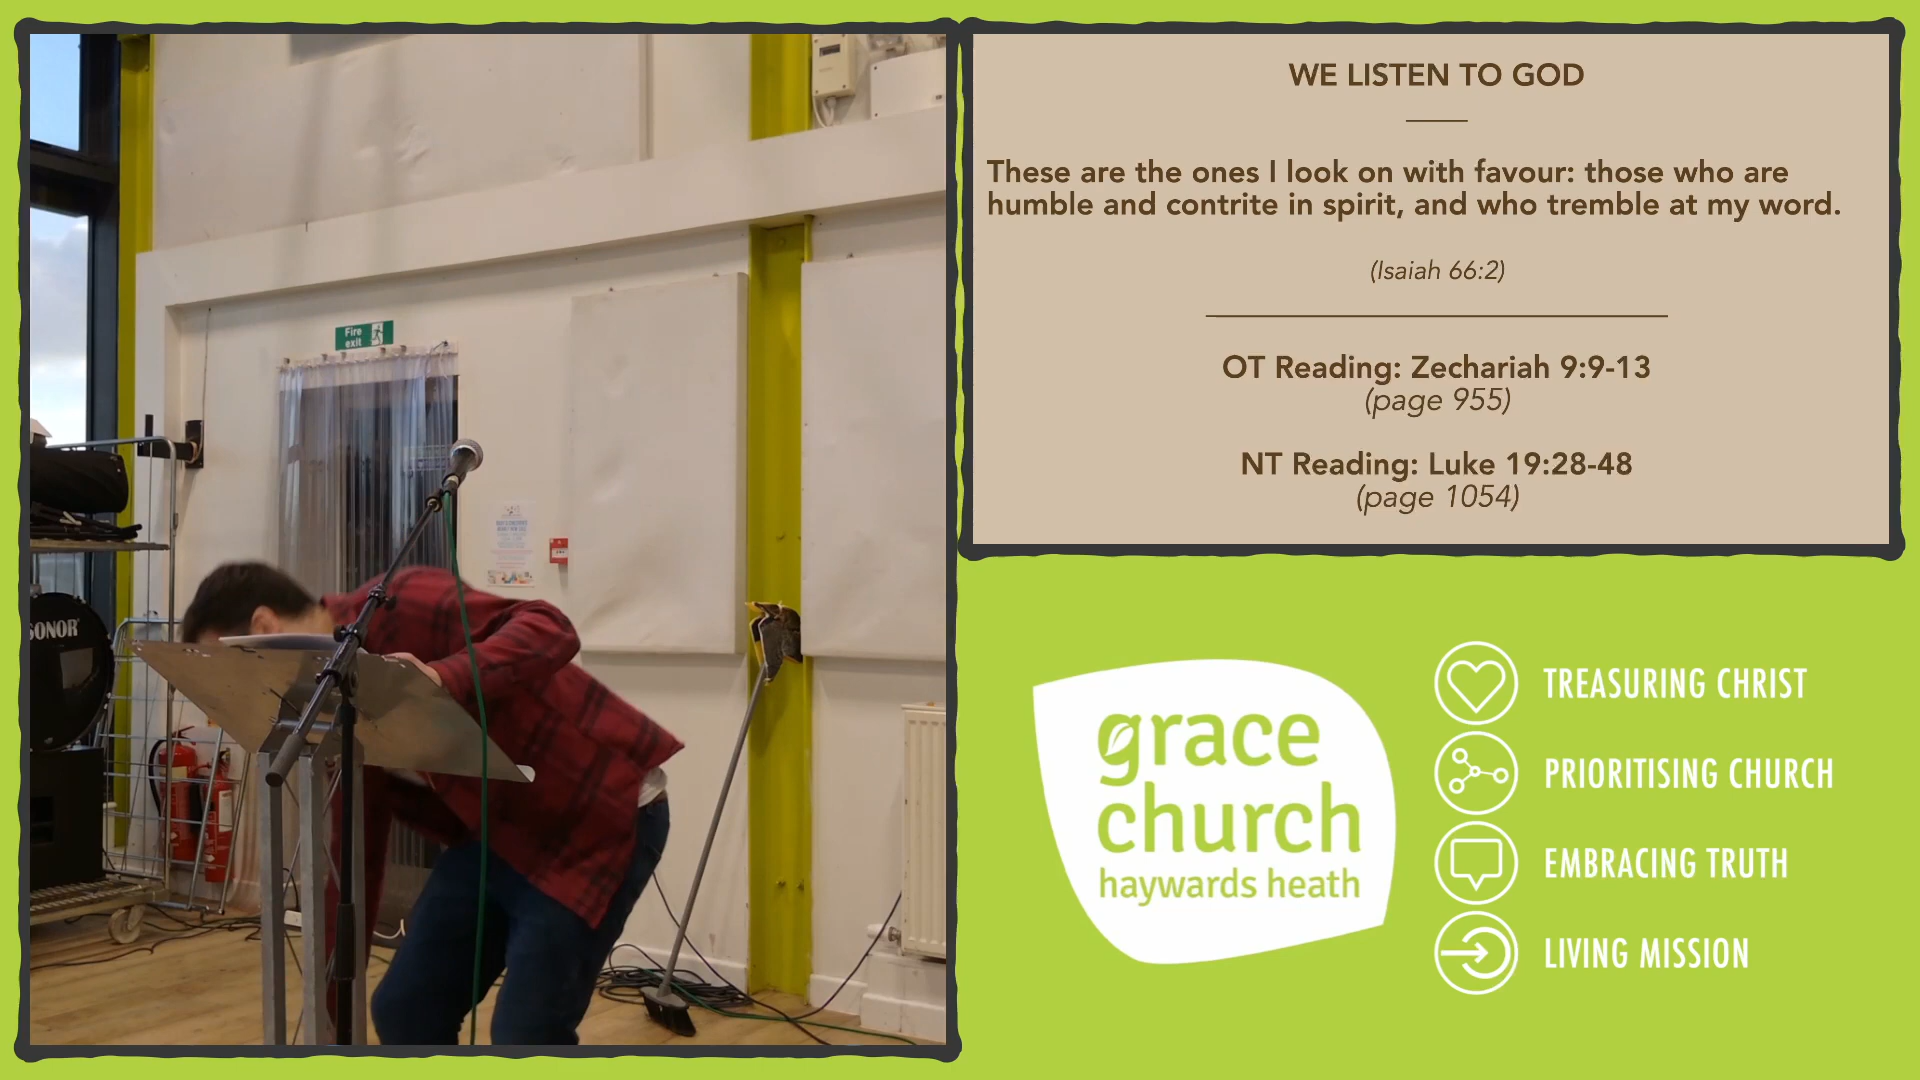 Fire
exit
SONOR
WE LISTEN TO GOD
These are the ones I look on with favour: those who are
humble and contrite in spirit, and who tremble at my word.
(Isaiah 66:2)
OT Reading: Zechariah 9:9-13
(page 955)
NT Reading: Luke 19:28-48
(page 1054)
grace
church
haywards heath
TREASURING CHRIST
PRIORITISING CHURCH
EMBRACING TRUTH
LIVING MISSION